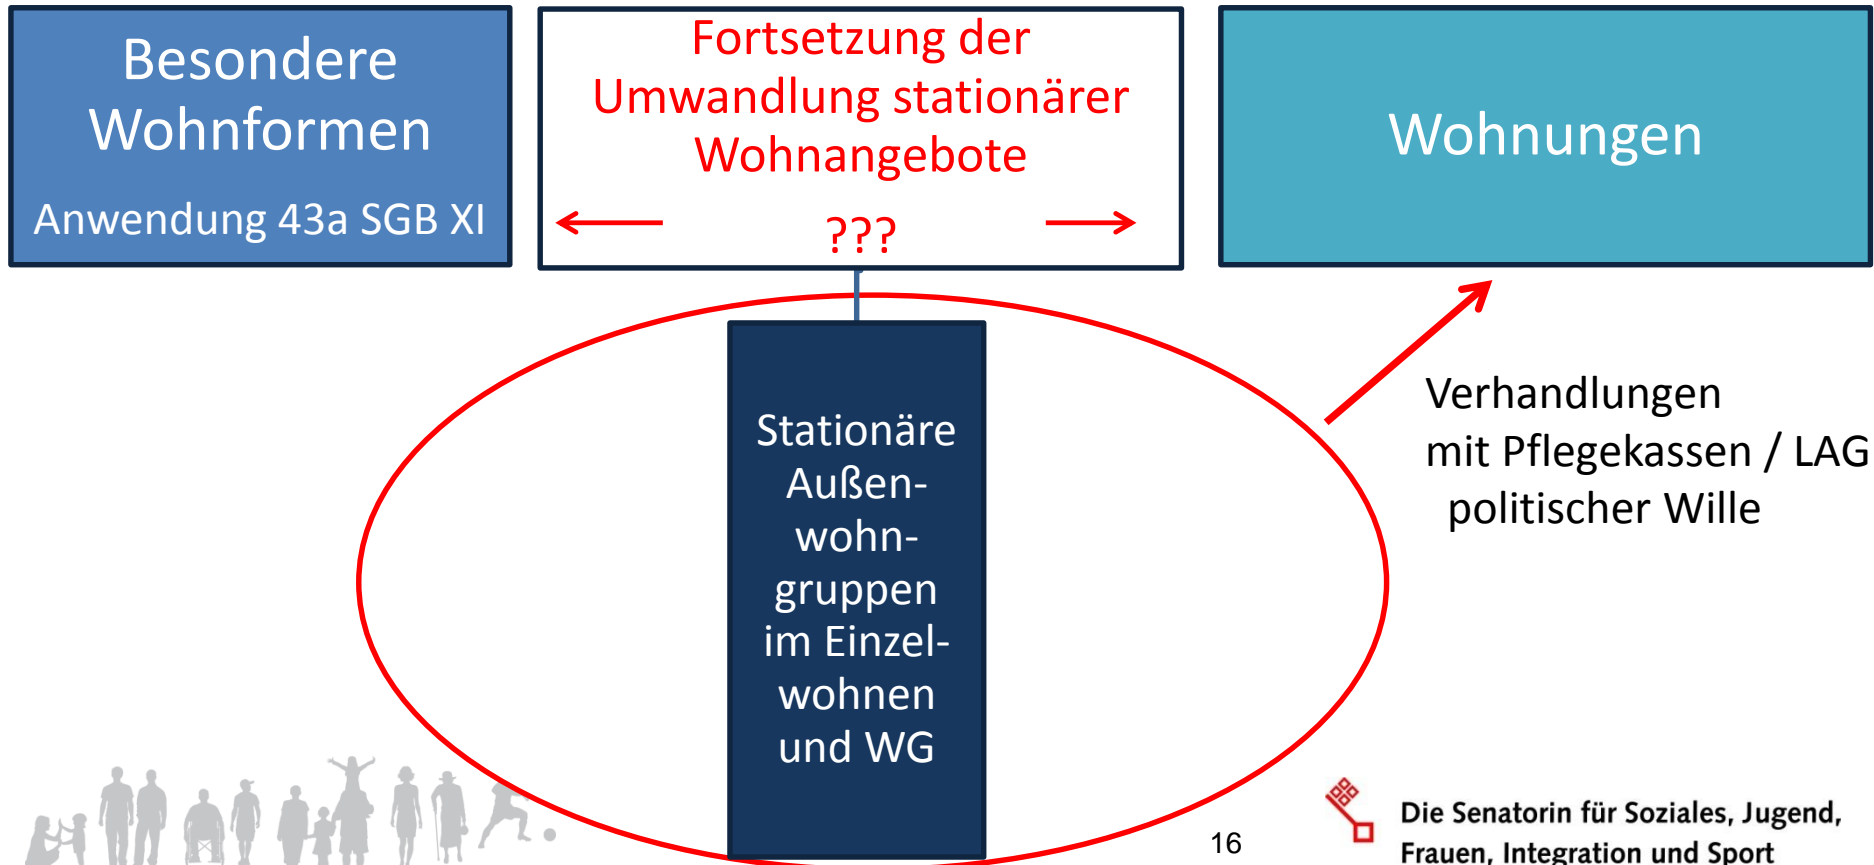 Besondere
Wohnformen
Anwendung 43a SGB XI
Fortsetzung der
Umwandlung stationärer
Wohnangebote
???
Wohnungen
Stationäre
Außen-
wohn-
gruppen
im Einzel-
wohnen
und WG
Verhandlungen
mit Pflegekassen / LAG
politischer Wille
16
Die Senatorin für Soziales, Jugend,
Frauen, Integration und Sport